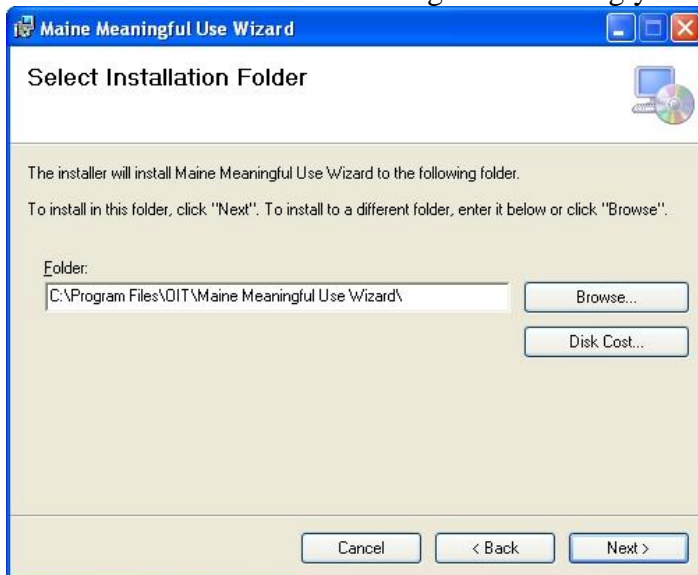 Maine Meaningful Use Wizard
Select Installation Folder
The installer will install Maine Meaningful Use Wizard to the following folder.
To install in this folder, click "Next". To install to a different folder, enter it below or click "Browse".
Folder:
C:\Program Files\OIT\Maine Meaningful Use Wizard\
Browse...
Disk Cost...
Cancel
< Back
Next >